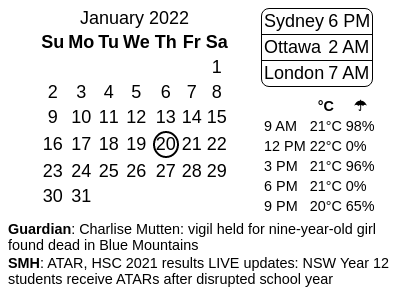 January 2022
Su Mo Tu We Th Fr Sa
1
2 3 4 5 6 7 8
9 10 11 12 13 14 15
16 17 18 19 20 21 22
23 24 25 26 27 28 29
30 31
Sydney 6 PM
Ottawa 2 AM
London 7 AM
°C ☂
9 AM 21°C 98%
12 PM 22°C 0%
3 PM 21°C 96%
6 PM 21°C 0%
9 PM 20°C 65%
Guardian: Charlise Mutten: vigil held for nine-year-old girl
found dead in Blue Mountains
SMH: ATAR, HSC 2021 results LIVE updates: NSW Year 12
students receive ATARs after disrupted school year